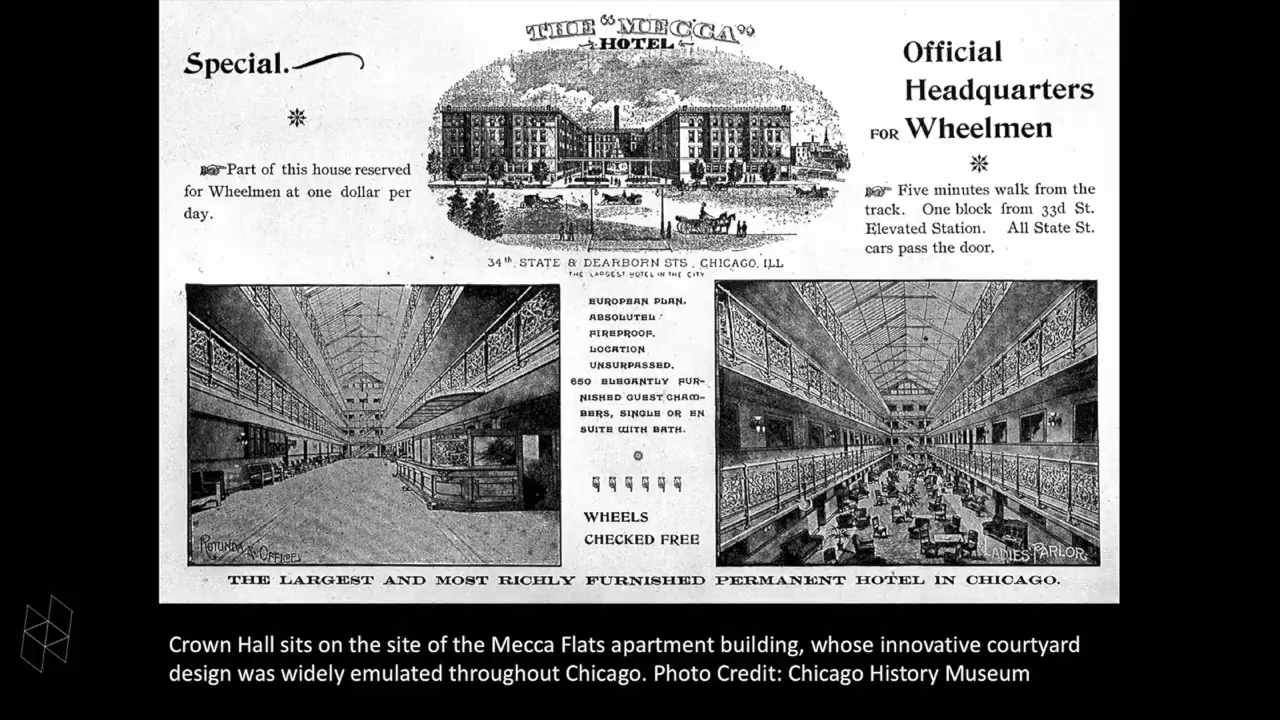 THE "MECCA"
HOTEL
Special.
Part of this house reserved
for Wheelmen at one dollar per
day.
Official
Headquarters
FOR Wheelmen
Five minutes walk from the
track. One block from 33d St.
Elevated Station. All State St.
cars pass the door.
34th, STATE & DEARBORN STS., CHICAGO, ILL
THE LARGEST HOTEL IN THE CITY
EUROPEAN PLAN.
ABSOLUTEL
FIREPROOF.
LOCATION
UNSURPASSED.
650 ELEGANTLY FUR-
NISHED GUEST CHAM-
BERS, SINGLE OR EN
SUITE WITH BATH.
WHEELS
CHECKED FREE
ROTUNDA & OFFICE.
LADIES PARLOR.
THE LARGEST AND MOST RICHLY FURNISHED PERMANENT HOTEL IN CHICAGO.
Crown Hall sits on the site of the Mecca Flats apartment building, whose innovative courtyard
design was widely emulated throughout Chicago. Photo Credit: Chicago History Museum